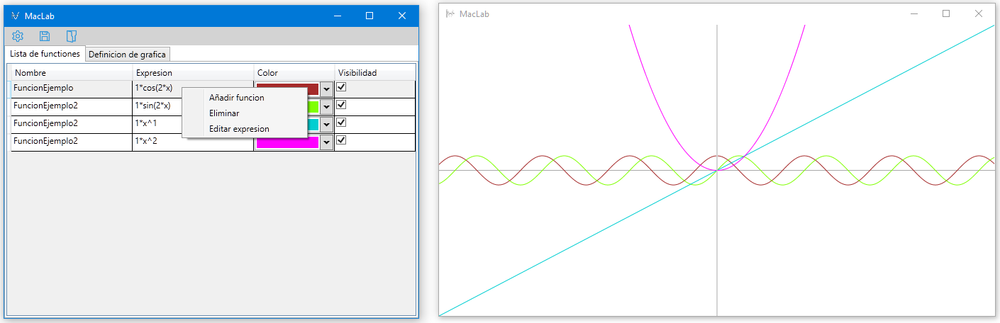 MacLab
Lista de functiones Definicion de grafica
Nombre Expresion Color Visibilidad
FuncionEjemplo 1*cos(2*x)
FuncionEjemplo2 1*sin(2*x)
FuncionEjemplo2 1*x^1
FuncionEjemplo2 1*x^2
Añadir funcion
Eliminar
Editar expresion
MacLab